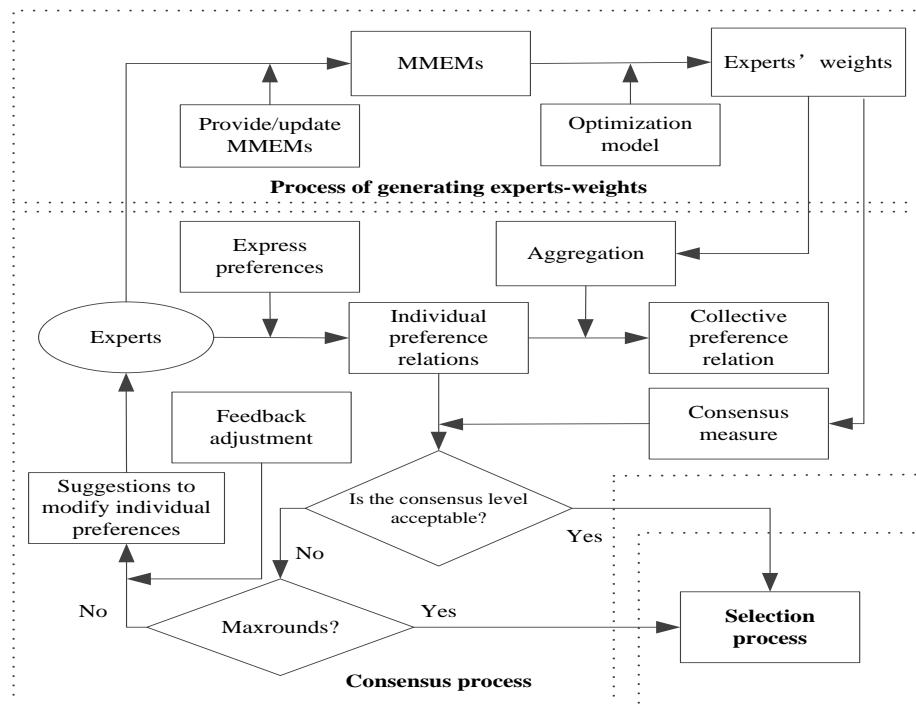 MMEMs
Experts’ weights
Provide/update
MMEMs
Optimization
model
Process of generating experts-weights
Express
preferences
Aggregation
Experts
Individual
preference
relations
Collective
preference
relation
Feedback
adjustment
Consensus
measure
Suggestions to
modify individual
preferences
Is the consensus level
acceptable?
Yes
No
No
Maxrounds?
Yes
Selection
process
Consensus process